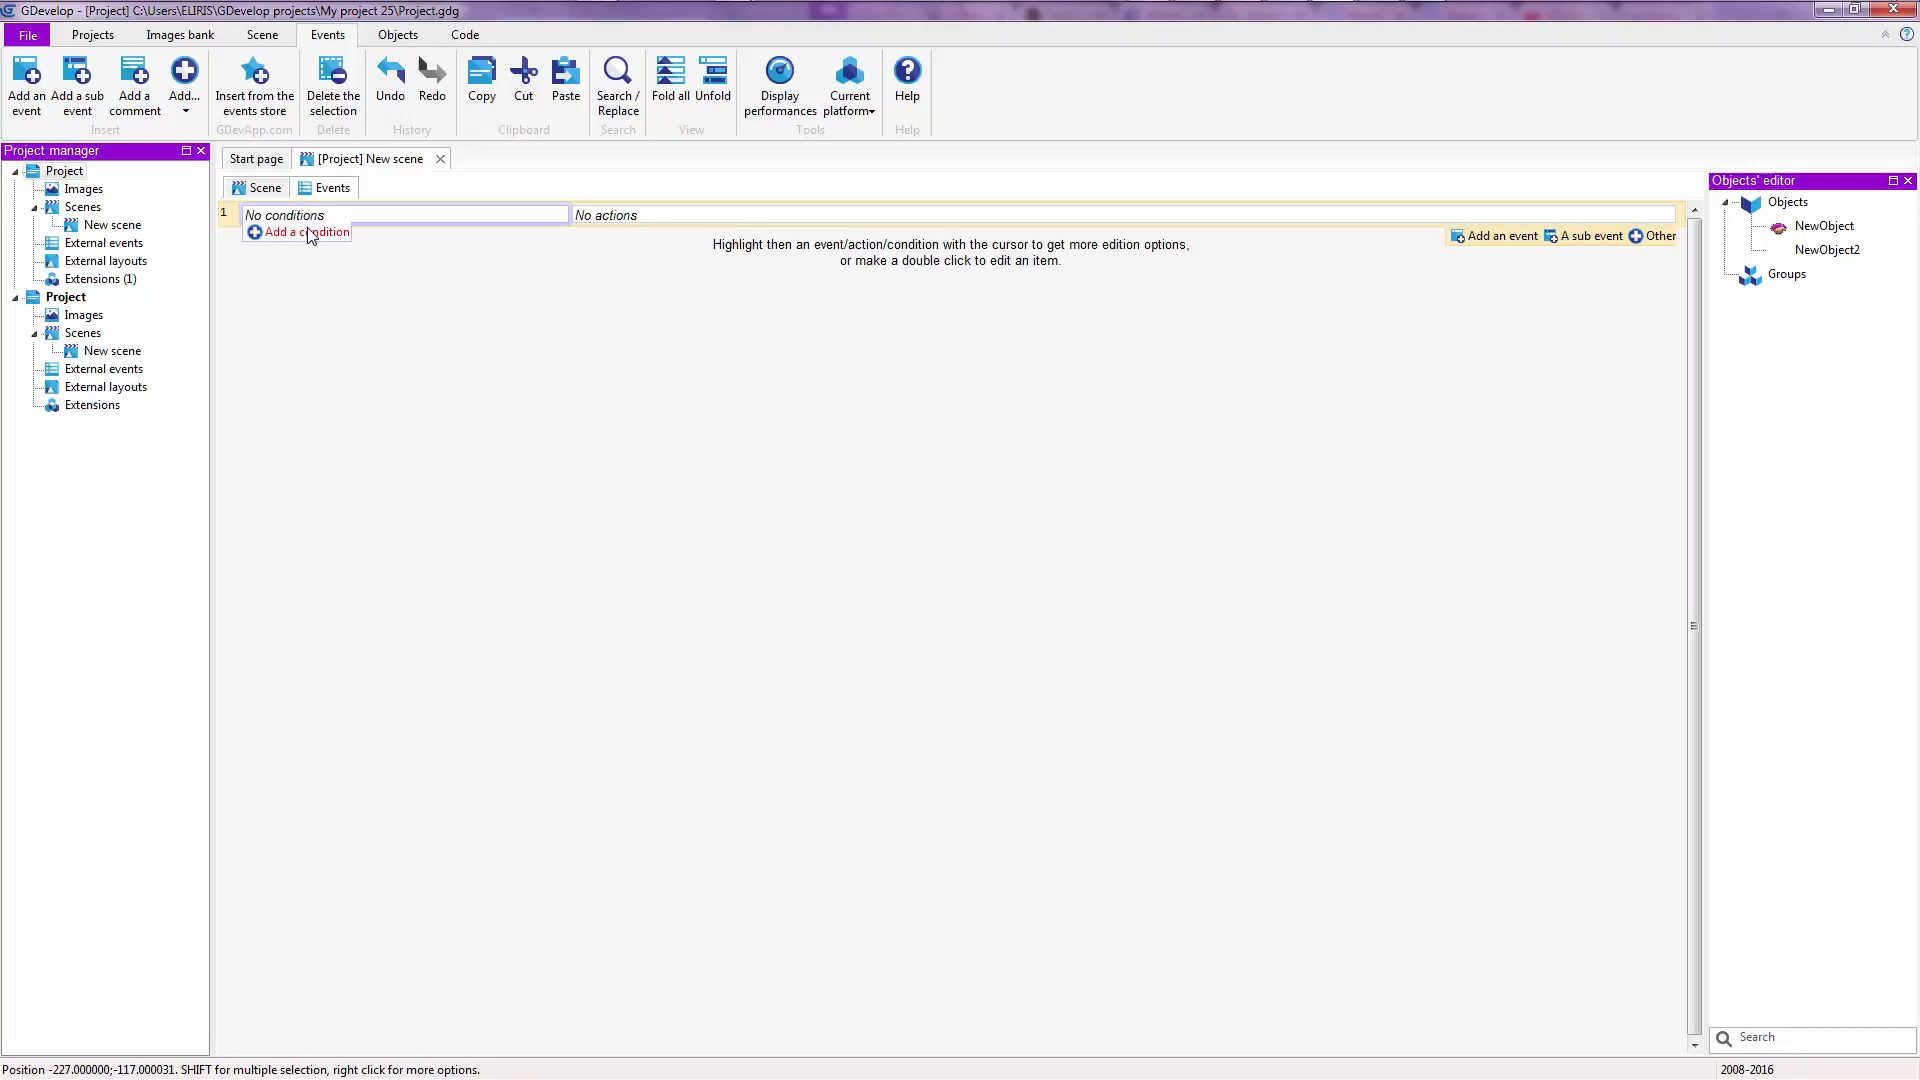 GDevelop - [Project] C:\Users\ELIRIS\GDevelop projects\My project 25\Project.gdg
File Projects Images bank Scene Events Objects Code
Add an event
Add a sub event
Add a comment
Add...
Insert from the events store
Delete the selection
Undo
Redo
Copy
Cut
Paste
Search / Replace
Fold all
Unfold
Display performances
Current platform
Help
Insert GDevApp.com Delete History Clipboard Search View Tools Help
Project manager
Project
Images
Scenes
New scene
External events
External layouts
Extensions (1)
Project
Images
Scenes
New scene
External events
External layouts
Extensions
Start page [Project] New scene
Scene Events
1 No conditions No actions
Add a condition
Highlight then an event/action/condition with the cursor to get more edition options,
or make a double click to edit an item.
Add an event A sub event Other
Objects' editor
Objects
NewObject
NewObject2
Groups
Search
Position -227.000000;-117.000031. SHIFT for multiple selection, right click for more options.
2008-2016